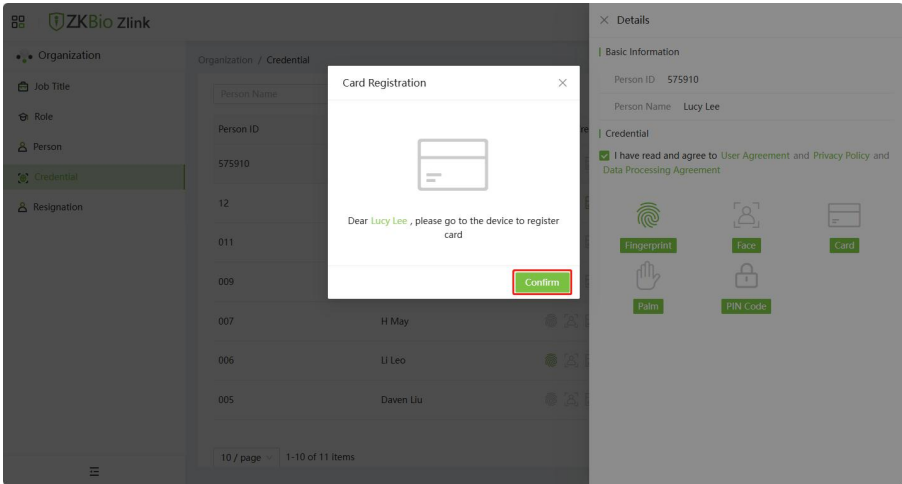 ZKBio Zlink
Organization
Job Title
Role
Person
Credential
Resignation
Organization / Credential
Person Name
Person ID
575910
12
011
009
007
H May
006
LI Leo
005
Daven Liu
10 / page
1-10 of 11 items
Card Registration
Dear Lucy Lee , please go to the device to register
card
Confirm
Details
Basic Information
Person ID 575910
Person Name Lucy Lee
Credential
I have read and agree to User Agreement and Privacy Policy and
Data Processing Agreement
Fingerprint
Face
Card
Palm
PIN Code